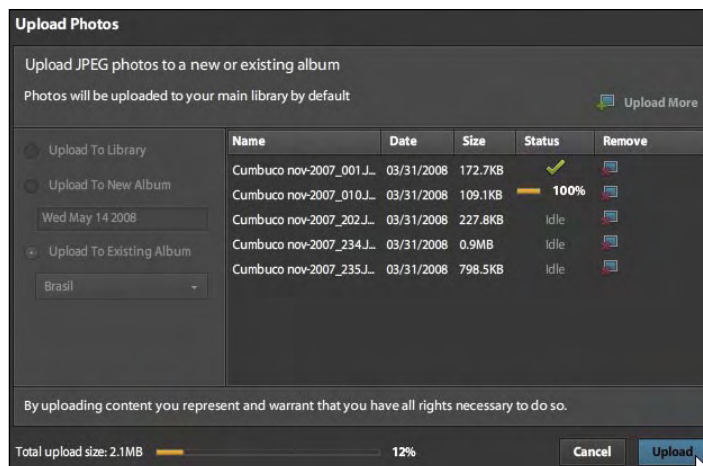 Upload Photos
Upload JPEG photos to a new or existing album
Photos will be uploaded to your main library by default
Upload More
Upload To Library
Upload To New Album
Wed May 14 2008
Upload To Existing Album
Brasil
Name Date Size Status Remove
Cumbuco nov-2007_001.J... 03/31/2008 172.7KB
Cumbuco nov-2007_010.J... 03/31/2008 109.1KB 100%
Cumbuco nov-2007_202.J... 03/31/2008 227.8KB Idle
Cumbuco nov-2007_234.J... 03/31/2008 0.9MB Idle
Cumbuco nov-2007_235.J... 03/31/2008 798.5KB Idle
By uploading content you represent and warrant that you have all rights necessary to do so.
Total upload size: 2.1MB 12% Cancel Upload